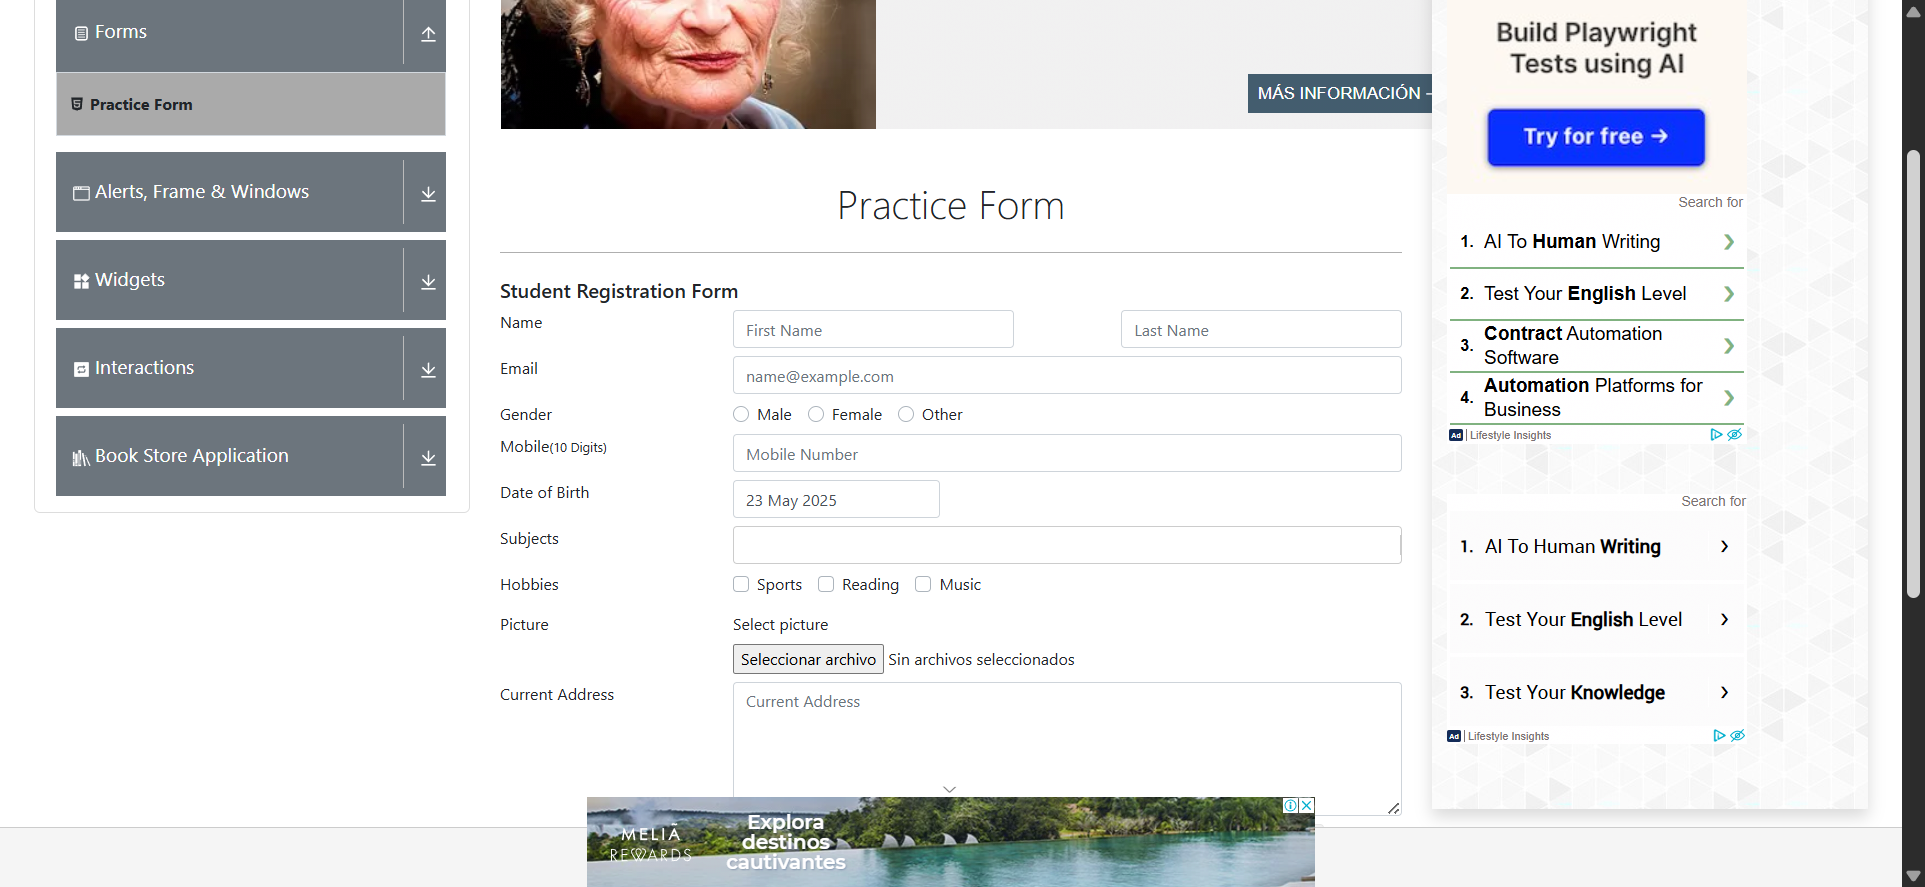 Forms
Practice Form
Alerts, Frame & Windows
Widgets
Interactions
Book Store Application
MÁS INFORMACIÓN
Practice Form
Student Registration Form
Name
First Name
Last Name
Email
name@example.com
Gender
Male
Female
Other
Mobile(10 Digits)
Mobile Number
Date of Birth
23 May 2025
Subjects
Hobbies
Sports
Reading
Music
Picture
Select picture
Seleccionar archivo
Sin archivos seleccionados
Current Address
Current Address
MELIÃ
REWARDS
Explora
destinos
cautivantes
Build Playwright
Tests using AI
Try for free →
Search for
1. AI To Human Writing
2. Test Your English Level
3. Contract Automation
Software
4. Automation Platforms for
Business
Ad | Lifestyle Insights
Search for
1. AI To Human Writing
2. Test Your English Level
3. Test Your Knowledge
Ad | Lifestyle Insights